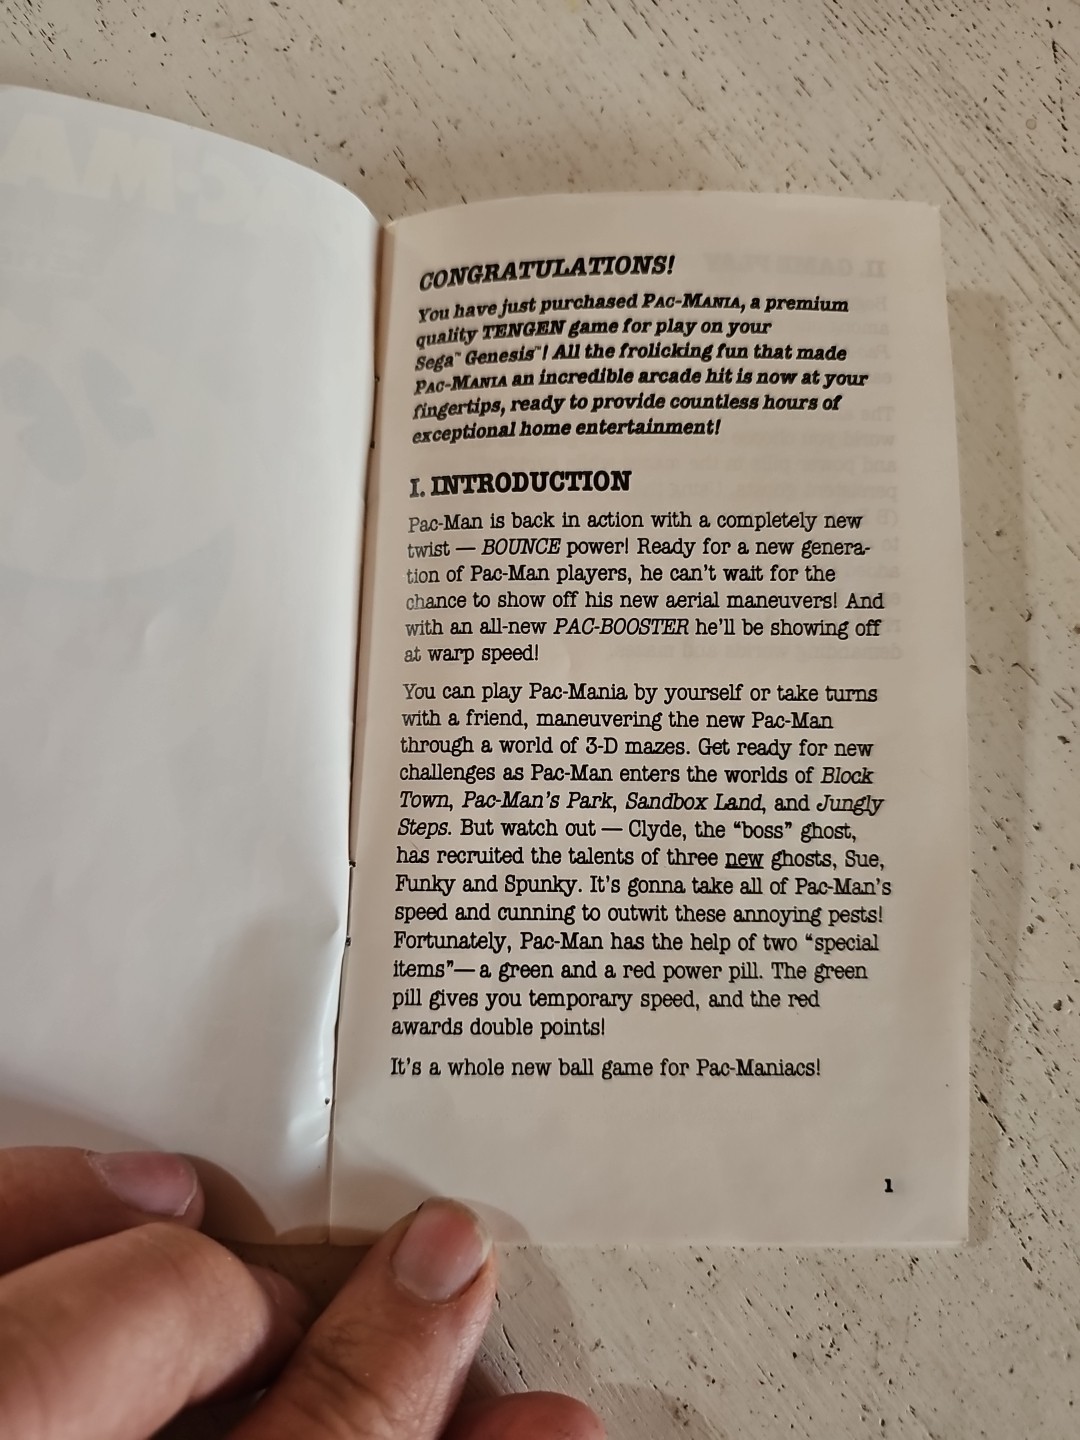 CONGRATULATIONS!
You have just purchased PAC-MANIA, a premium
quality TENGEN game for play on your
Sega™ Genesis™! All the frolicking fun that made
PAC-MANIA an incredible arcade hit is now at your
fingertips, ready to provide countless hours of
exceptional home entertainment!
I. INTRODUCTION
Pac-Man is back in action with a completely new
twist — BOUNCE power! Ready for a new genera-
tion of Pac-Man players, he can't wait for the
chance to show off his new aerial maneuvers! And
with an all-new PAC-BOOSTER he'll be showing off
at warp speed!
You can play Pac-Mania by yourself or take turns
with a friend, maneuvering the new Pac-Man
through a world of 3-D mazes. Get ready for new
challenges as Pac-Man enters the worlds of Block
Town, Pac-Man's Park, Sandbox Land, and Jungly
Steps. But watch out — Clyde, the "boss" ghost,
has recruited the talents of three new ghosts, Sue,
Funky and Spunky. It's gonna take all of Pac-Man's
speed and cunning to outwit these annoying pests!
Fortunately, Pac-Man has the help of two "special
items"— a green and a red power pill. The green
pill gives you temporary speed, and the red
awards double points!
It's a whole new ball game for Pac-Maniacs!
1